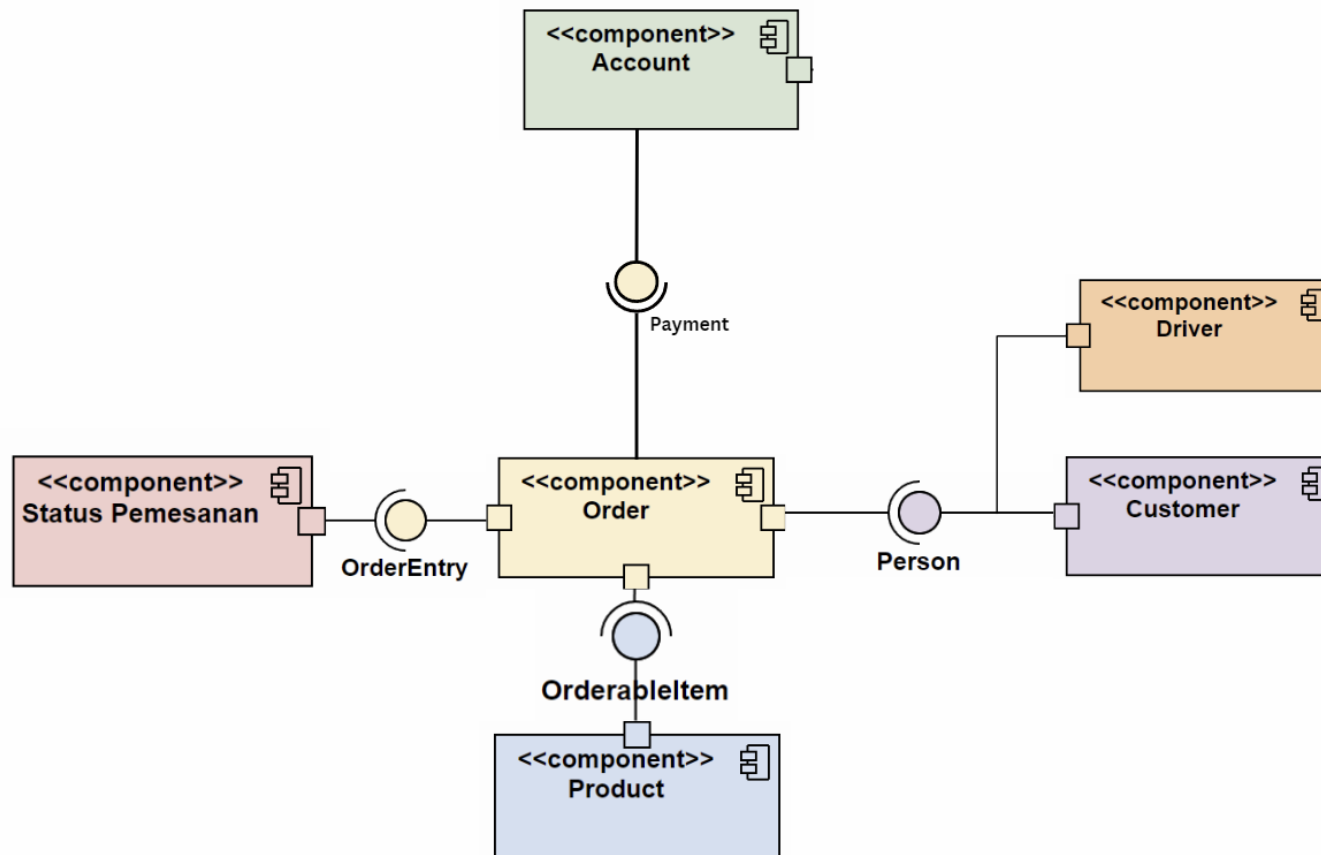 <<component>>
Account
Payment
<<component>>
Driver
<<component>>
Status Pemesanan
OrderEntry
<<component>>
Order
Person
<<component>>
Customer
OrderableItem
<<component>>
Product